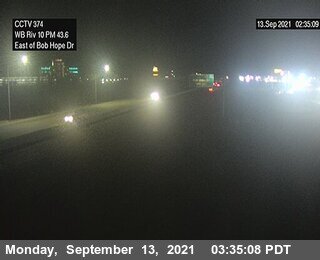 CCTV 374
WB Riv 10 PM 43.6
East of Bob Hope Dr
13.Sep 2021 02:35:09
Monday, September 13, 2021 03:35:08 PDT